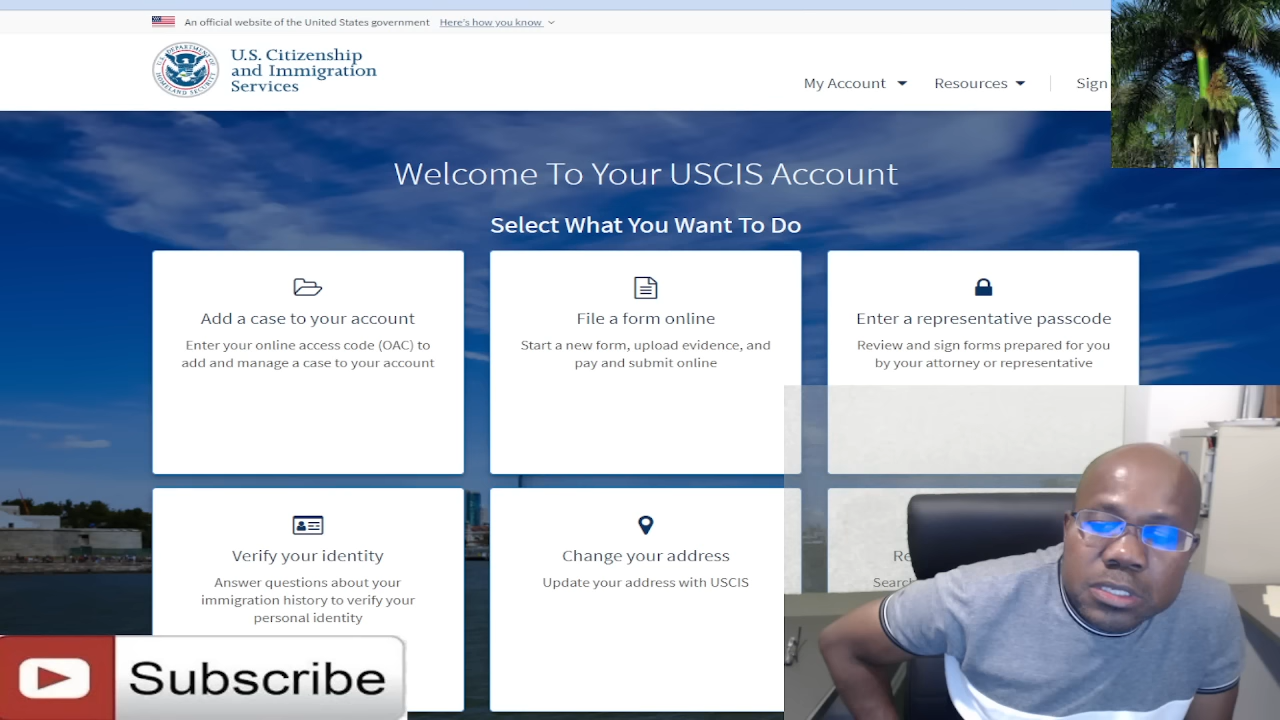 An official website of the United States government Here's how you know
U.S. Citizenship
and Immigration
Services
My Account Resources Sign
Welcome To Your USCIS Account
Select What You Want To Do
Add a case to your account
Enter your online access code (OAC) to
add and manage a case to your account
File a form online
Start a new form, upload evidence, and
pay and submit online
Enter a representative passcode
Review and sign forms prepared for you
by your attorney or representative
Verify your identity
Answer questions about your
immigration history to verify your
personal identity
Change your address
Update your address with USCIS
Subscribe